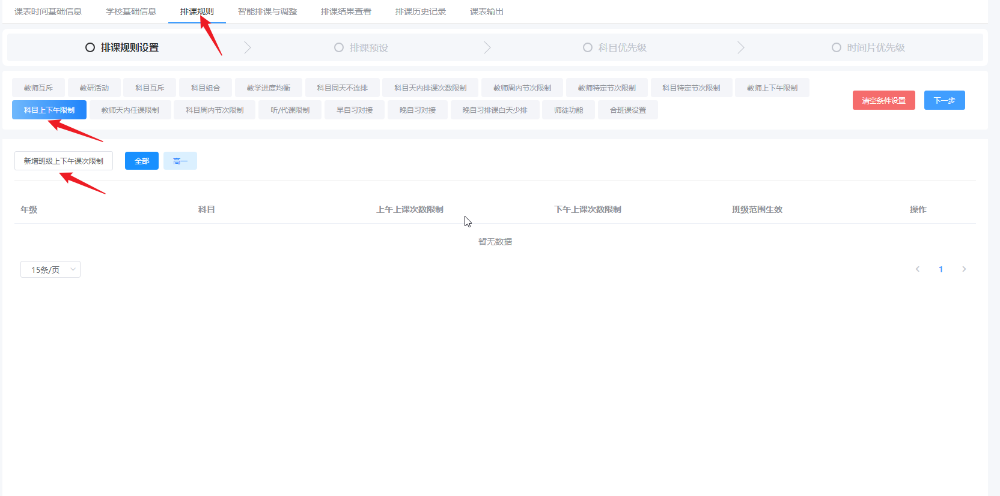 课表时间基础信息 学校基础信息 排课规则 智能排课与调整 排课结果查看 排课历史记录 课表输出
排课规则设置 排课预设 科目优先级 时间片优先级
教师互斥 教研活动 科目互斥 科目组合 教学进度均衡 科目同天不连排 科目天内排课次数限制 教师周内节次限制 教师特定节次限制 科目特定节次限制 教师上下午限制
科目上下午限制 教师天内任课限制 科目周内节次限制 听/代课限制 早自习对接 晚自习对接 晚自习排课白天少排 师徒功能 合班课设置
清空条件设置 下一步
新增班级上下午课次限制 全部 高一
年级 科目 上午上课次数限制 下午上课次数限制 班级范围生效 操作
暂无数据
15条/页 1